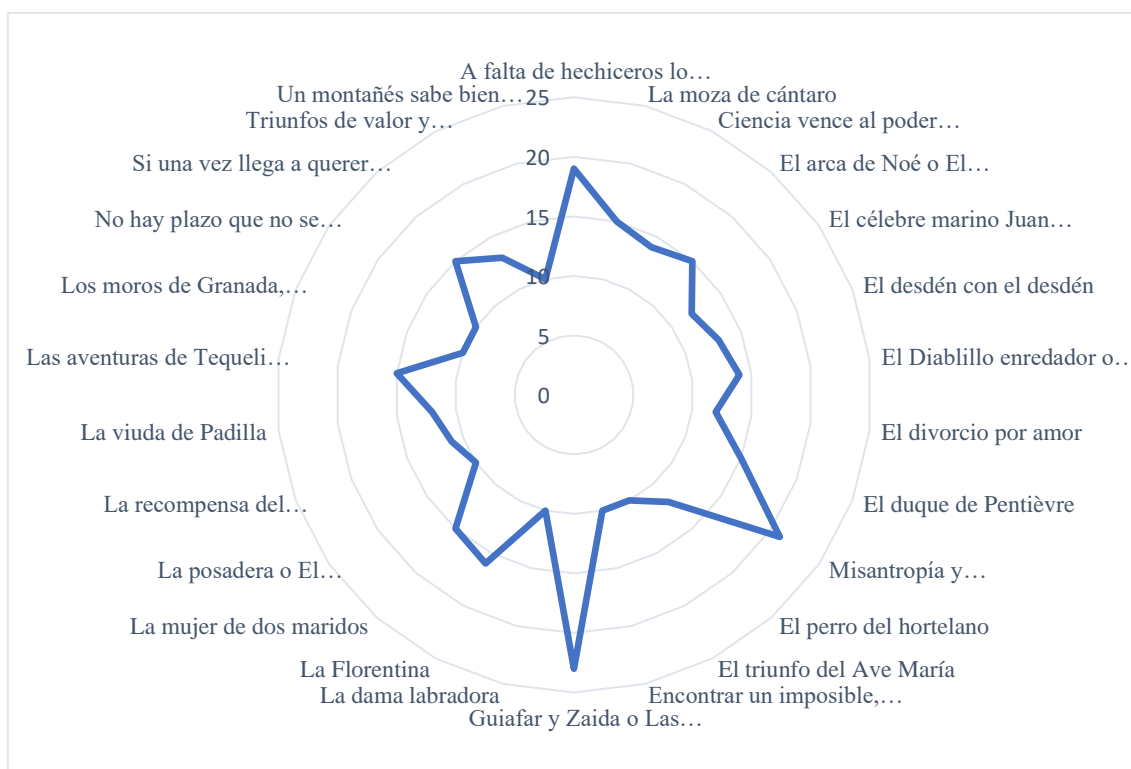 A falta de hechiceros lo…
La moza de cántaro
Ciencia vence al poder…
El arca de Noé o El…
El célebre marino Juan…
El desdén con el desdén
El Diablillo enredador o…
El divorcio por amor
El duque de Pentièvre
Misantropía y…
El perro del hortelano
El triunfo del Ave María
Encontrar un imposible,…
Guiafar y Zaida o Las…
La dama labradora
La Florentina
La mujer de dos maridos
La posadera o El…
La recompensa del…
La viuda de Padilla
Las aventuras de Tequeli…
Los moros de Granada,…
No hay plazo que no se…
Si una vez llega a querer…
Triunfos de valor y…
Un montañés sabe bien…
25
20
15
10
5
0